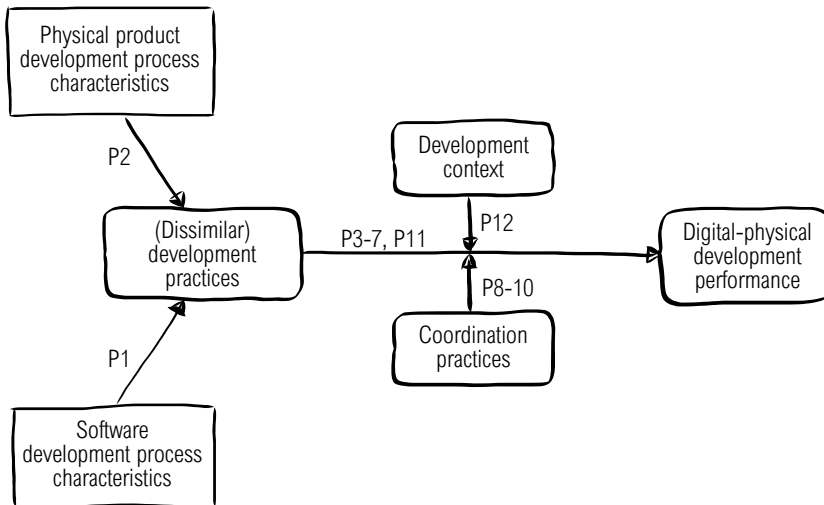 Physical product
development process
characteristics
P2
Development
context
(Dissimilar)
development
practices
P3-7, P11
P12
Digital-physical
development
performance
P8-10
Coordination
practices
P1
Software
development process
characteristics